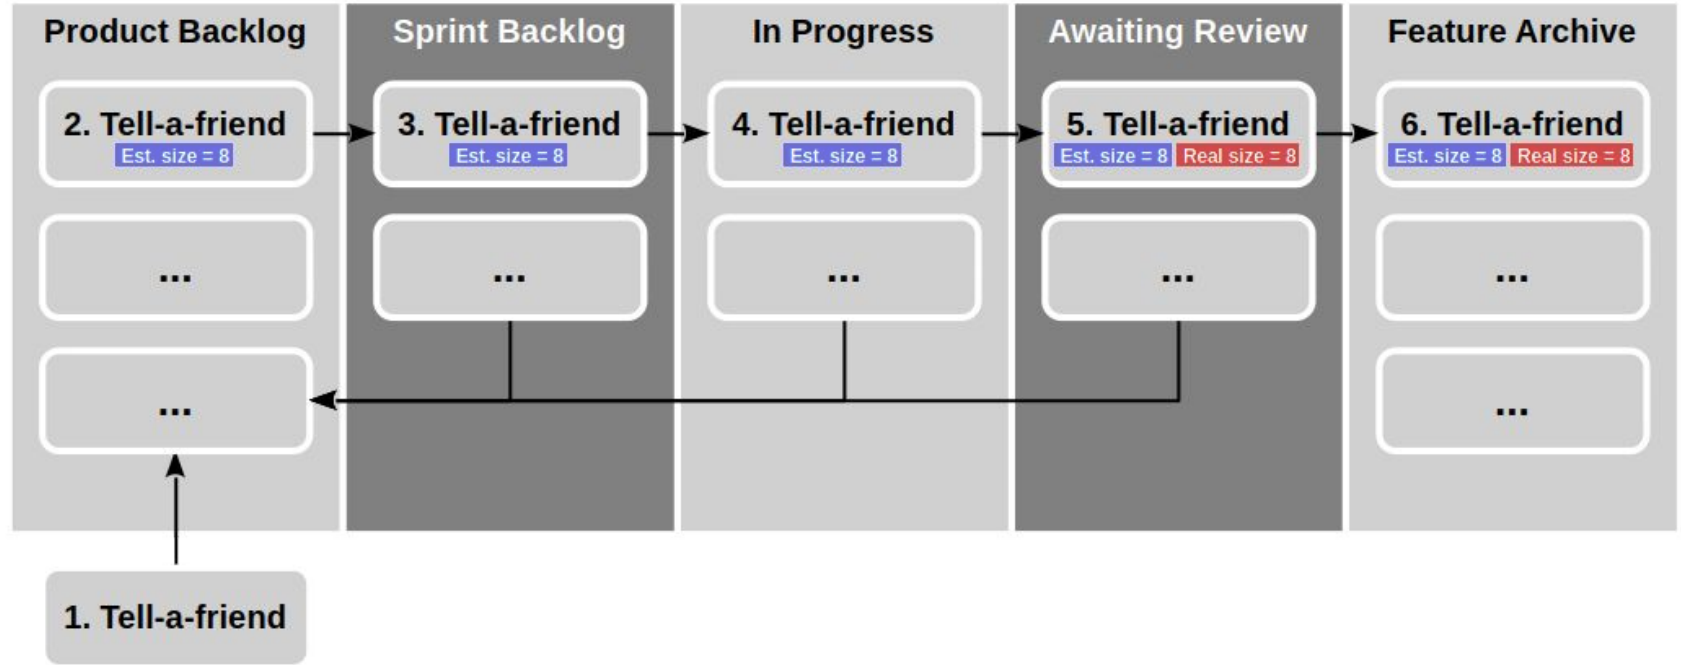 Product Backlog
Sprint Backlog
In Progress
Awaiting Review
Feature Archive
2. Tell-a-friend
Est. size = 8
3. Tell-a-friend
Est. size = 8
4. Tell-a-friend
Est. size = 8
5. Tell-a-friend
Est. size = 8 Real size = 8
6. Tell-a-friend
Est. size = 8 Real size = 8
...
...
...
...
...
...
...
1. Tell-a-friend